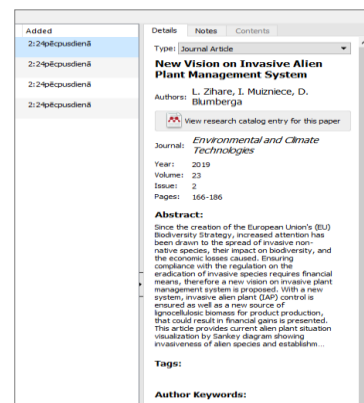 Added
2:24pēcpusdienā
2:24pēcpusdienā
2:24pēcpusdienā
2:24pēcpusdienā
Details Notes Contents
Type: Journal Article
New Vision on Invasive Alien
Plant Management System
Authors: L. Zihare, I. Muizniece, D.
Blumberga
View research catalog entry for this paper
Journal: Environmental and Climate
Technologies
Year: 2019
Volume: 23
Issue: 2
Pages: 166-186
Abstract:
Since the creation of the European Union's (EU)
Biodiversity Strategy, increased attention has
been drawn to the spread of invasive non-
native species, their impact on biodiversity, and
the economic losses caused. Ensuring
compliance with the regulation on the
eradication of invasive species requires financial
means, therefore a new vision on invasive plant
management system is proposed. With a new
system, invasive alien plant (IAP) control is
ensured as well as a new source of
lignocellulosic biomass for product production,
that could result in financial gains is presented.
This article provides current alien plant situation
visualization by Sankey diagram showing
invasiveness of alien species and establishm...
Tags:
Author Keywords: